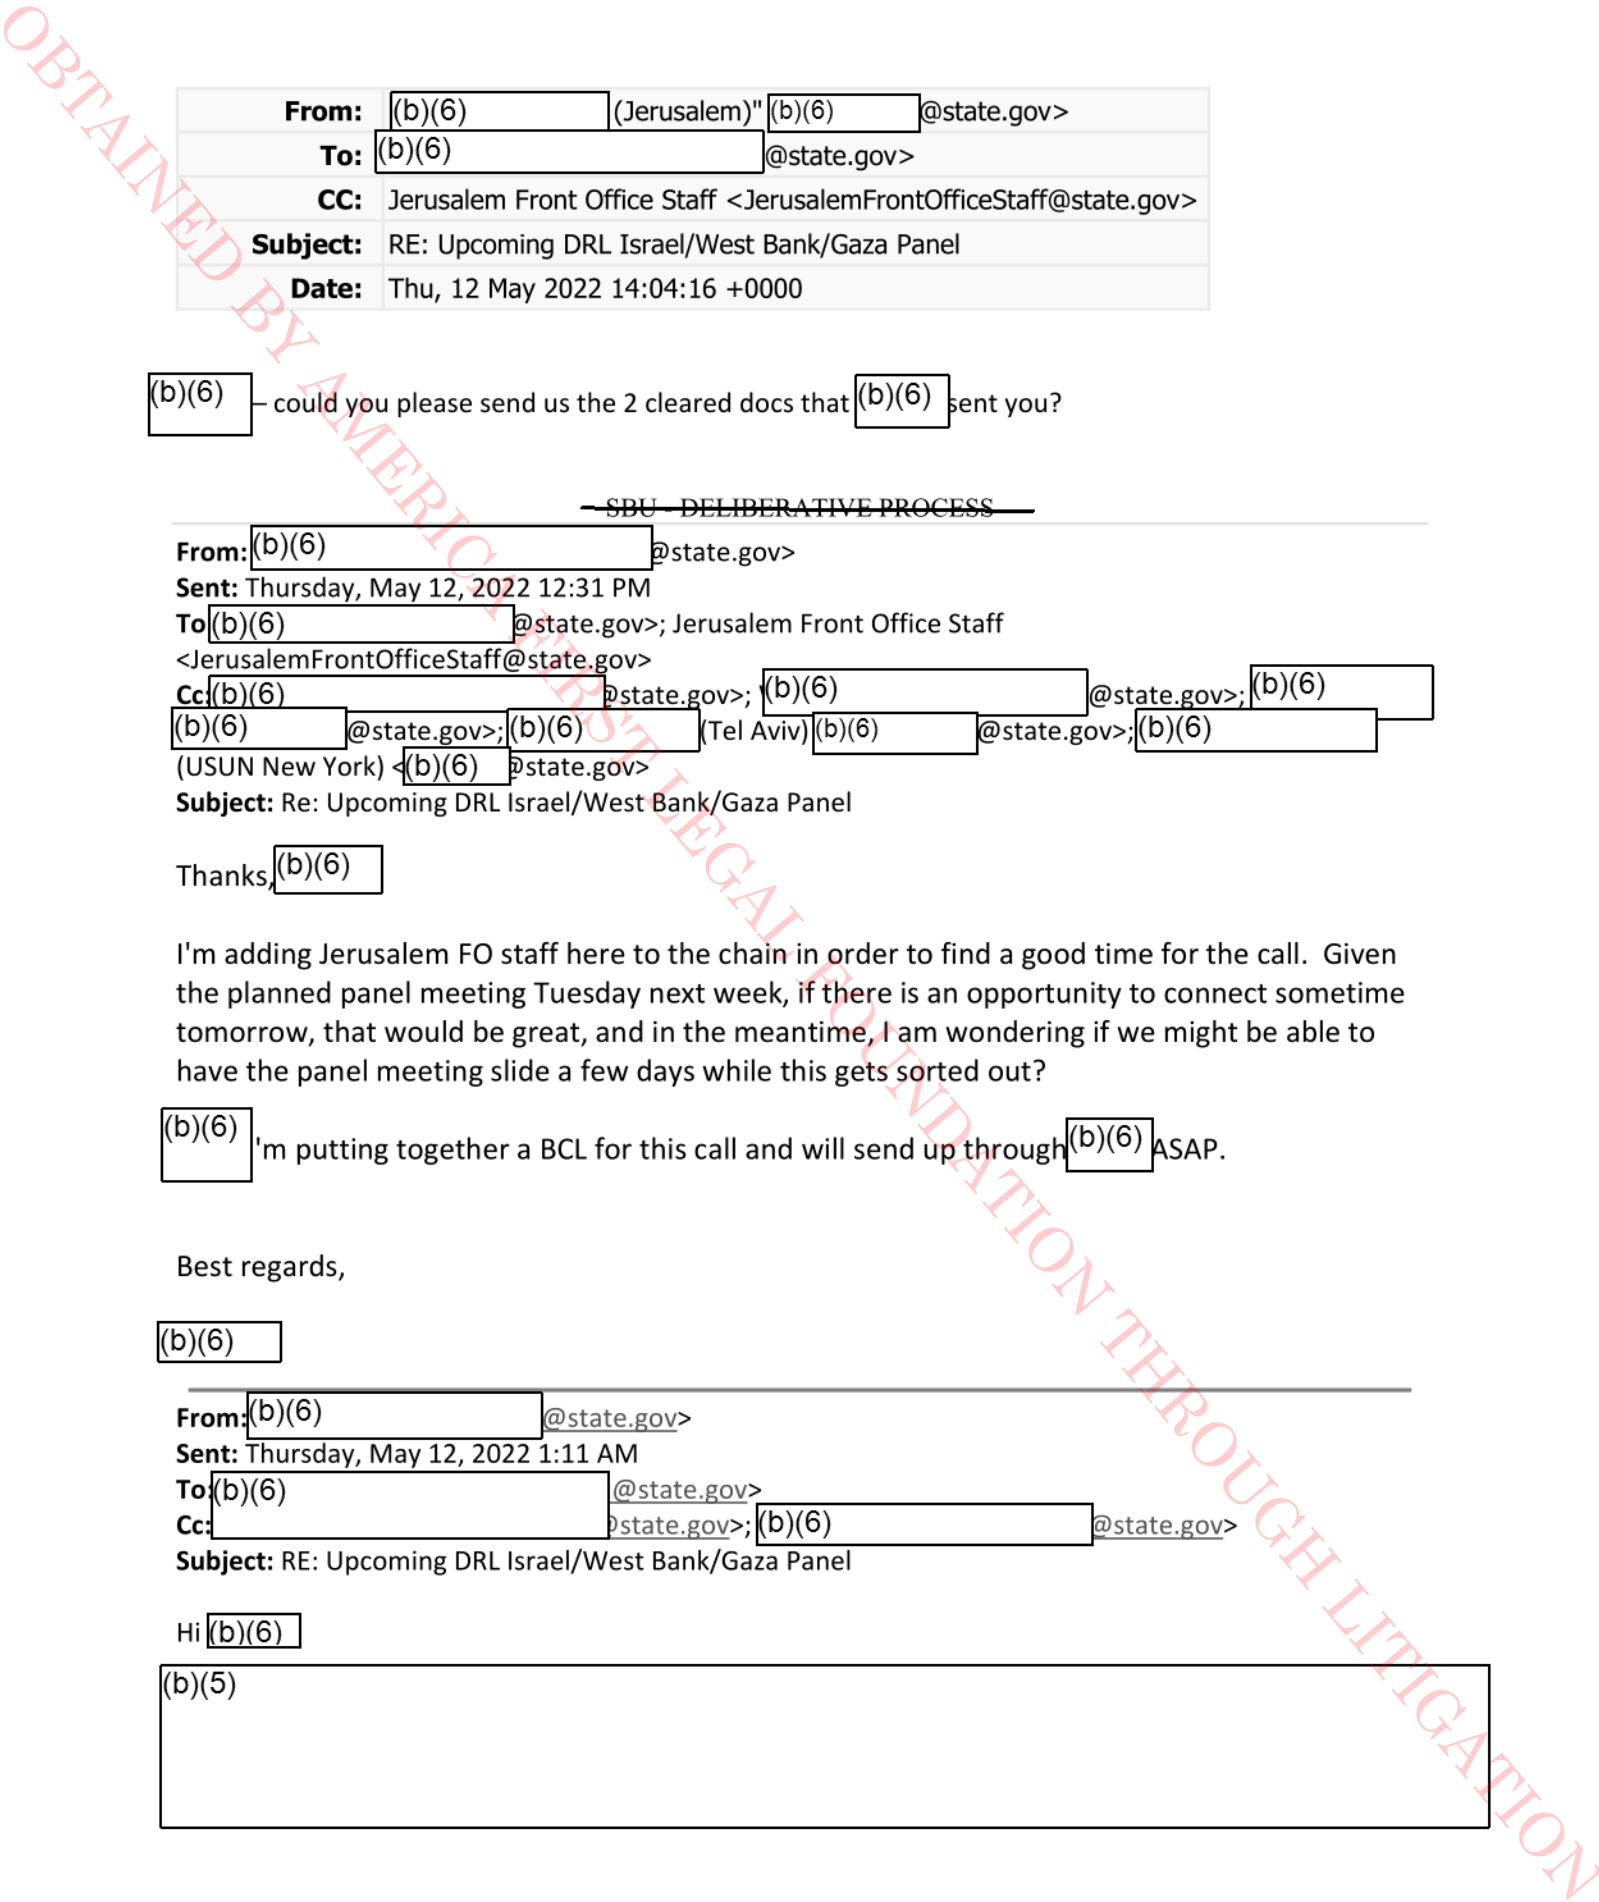 OBTAINED BY AMERICA FIRST LEGAL FOUNDATION THROUGH LITIGATION
From: (b)(6) (Jerusalem)" (b)(6) @state.gov>
To: (b)(6) @state.gov>
CC: Jerusalem Front Office Staff <JerusalemFrontOfficeStaff@state.gov>
Subject: RE: Upcoming DRL Israel/West Bank/Gaza Panel
Date: Thu, 12 May 2022 14:04:16 +0000
(b)(6) – could you please send us the 2 cleared docs that (b)(6) sent you?
SBU - DELIBERATIVE PROCESS
From: (b)(6) @state.gov>
Sent: Thursday, May 12, 2022 12:31 PM
To (b)(6) @state.gov>; Jerusalem Front Office Staff
<JerusalemFrontOfficeStaff@state.gov>
Cc: (b)(6) @state.gov>; (b)(6) @state.gov>; (b)(6)
(b)(6) @state.gov>; (b)(6) (Tel Aviv) (b)(6) @state.gov>; (b)(6)
(USUN New York) < (b)(6) @state.gov>
Subject: Re: Upcoming DRL Israel/West Bank/Gaza Panel
Thanks, (b)(6)
I'm adding Jerusalem FO staff here to the chain in order to find a good time for the call. Given
the planned panel meeting Tuesday next week, if there is an opportunity to connect sometime
tomorrow, that would be great, and in the meantime, I am wondering if we might be able to
have the panel meeting slide a few days while this gets sorted out?
(b)(6) 'm putting together a BCL for this call and will send up through (b)(6) ASAP.
Best regards,
(b)(6)
From: (b)(6) @state.gov>
Sent: Thursday, May 12, 2022 1:11 AM
To: (b)(6) @state.gov>
Cc: @state.gov>; (b)(6) @state.gov>
Subject: RE: Upcoming DRL Israel/West Bank/Gaza Panel
Hi (b)(6)
(b)(5)